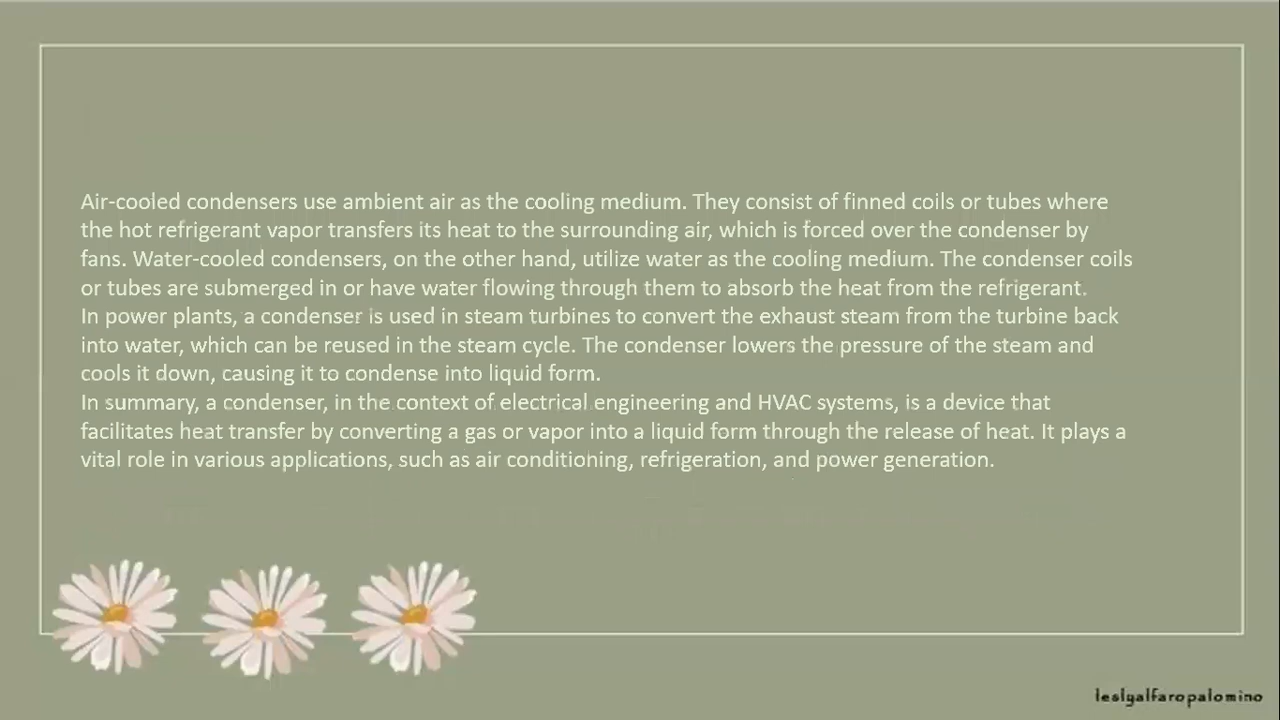 Air-cooled condensers use ambient air as the cooling medium. They consist of finned coils or tubes where
the hot refrigerant vapor transfers its heat to the surrounding air, which is forced over the condenser by
fans. Water-cooled condensers, on the other hand, utilize water as the cooling medium. The condenser coils
or tubes are submerged in or have water flowing through them to absorb the heat from the refrigerant.
In power plants, a condenser is used in steam turbines to convert the exhaust steam from the turbine back
into water, which can be reused in the steam cycle. The condenser lowers the pressure of the steam and
cools it down, causing it to condense into liquid form.
In summary, a condenser, in the context of electrical engineering and HVAC systems, is a device that
facilitates heat transfer by converting a gas or vapor into a liquid form through the release of heat. It plays a
vital role in various applications, such as air conditioning, refrigeration, and power generation.
leslyalfaropalomino